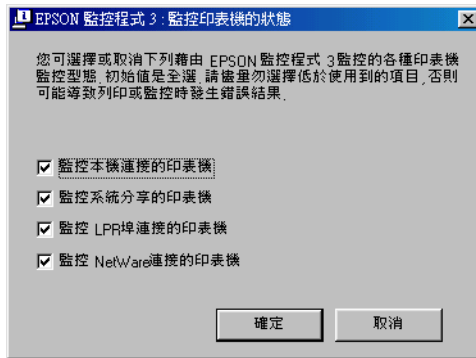 EPSON 監控程式 3 : 監控印表機的狀態
您可選擇或取消下列藉由 EPSON 監控程式 3監控的各種印表機
監控型態.初始值是全選.請儘量勿選擇低於使用到的項目,否則
可能導致列印或監控時發生錯誤結果.
監控本機連接的印表機
監控系統分享的印表機
監控 LPR埠連接的印表機
監控 NetWare連接的印表機
確定
取消